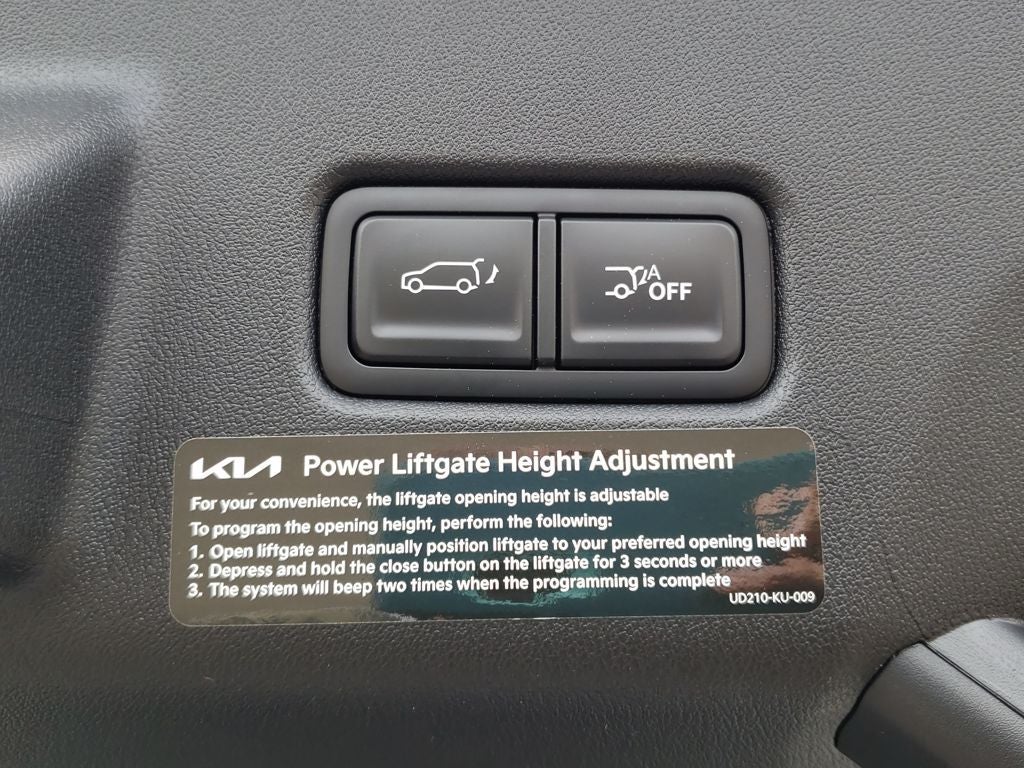 A
OFF
KIA Power Liftgate Height Adjustment
For your convenience, the liftgate opening height is adjustable
To program the opening height, perform the following:
1. Open liftgate and manually position liftgate to your preferred opening height
2. Depress and hold the close button on the liftgate for 3 seconds or more
3. The system will beep two times when the programming is complete
UD210-KU-009